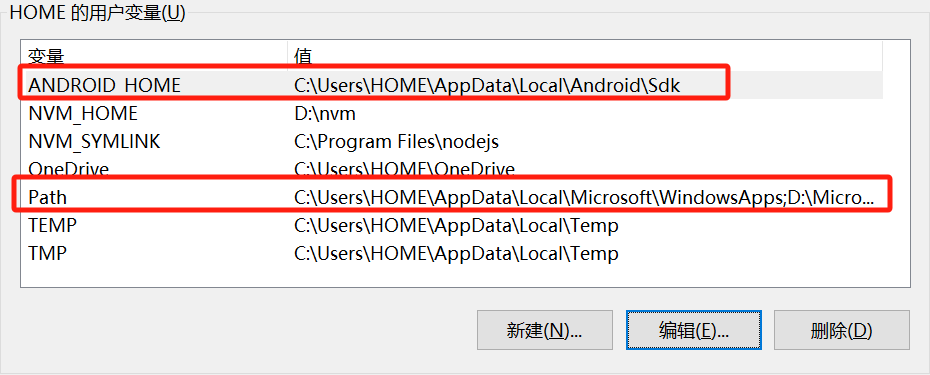 HOME 的用户变量(U)
变量 值
ANDROID_HOME C:\Users\HOME\AppData\Local\Android\Sdk
NVM_HOME D:\nvm
NVM_SYMLINK C:\Program Files\nodejs
OneDrive C:\Users\HOME\OneDrive
Path C:\Users\HOME\AppData\Local\Microsoft\WindowsApps;D:\Micro...
TEMP C:\Users\HOME\AppData\Local\Temp
TMP C:\Users\HOME\AppData\Local\Temp
新建(N)... 编辑(E)... 删除(D)